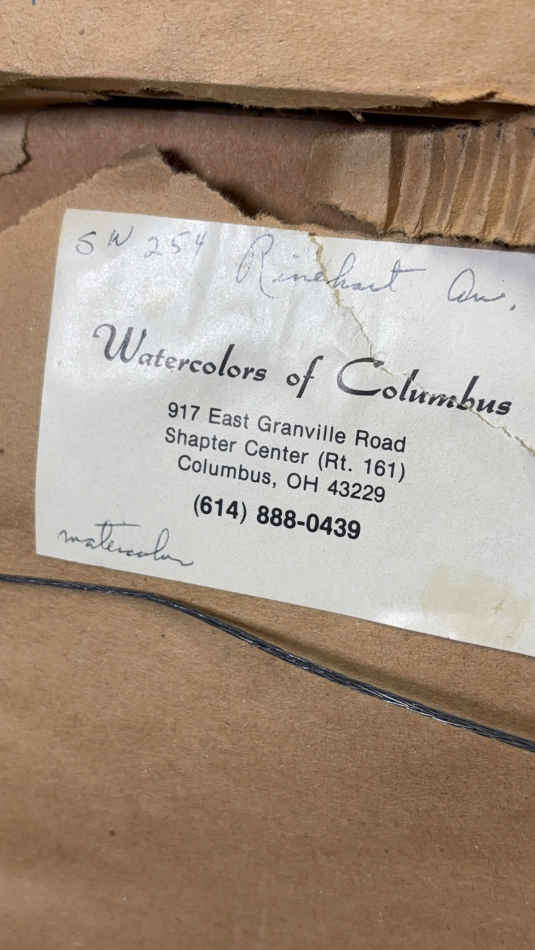 SW 254 Rinehart Av.
Watercolors of Columbus
917 East Granville Road
Shapter Center (Rt. 161)
Columbus, OH 43229
(614) 888-0439
watercolor